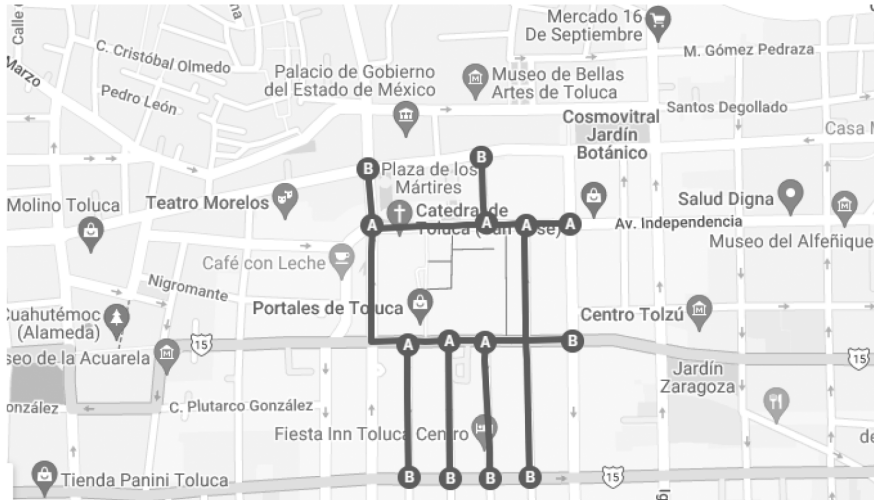 Mercado 16
De Septiembre
Calle
C. Cristóbal Olmedo
M. Gómez Pedraza
Marzo
Palacio de Gobierno
del Estado de México
Museo de Bellas
Artes de Toluca
Pedro León
Santos Degollado
Cosmovitral
Jardín
Botánico
Casa M
B
B
Plaza de los
Mártires
Molino Toluca
Teatro Morelos
Salud Digna
Catedral de
Toluca
A
A
A
A
Av. Independencia
Museo del Alfeñique
Café con Leche
Nigromante
Portales de Toluca
Centro Tolzú
Cuahutémoc
(Alameda)
15
A
A
A
B
seo de la Acuarela
15
Jardín
Zaragoza
onzález
C. Plutarco González
Fiesta Inn Toluca Centro
de
Tienda Panini Toluca
B
B
B
B
15